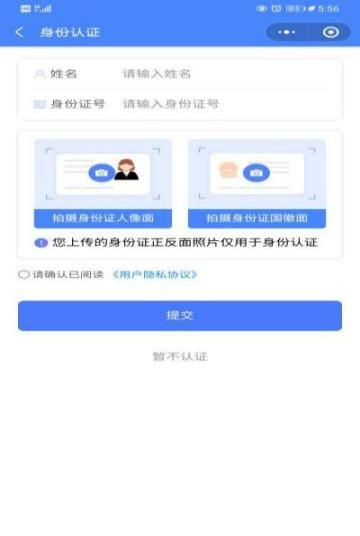 5:56
身份认证
姓名 请输入姓名
身份证号 请输入身份证号
拍摄身份证人像面 拍摄身份证国徽面
您上传的身份证正反面照片仅用于身份认证
请确认已阅读 《用户隐私协议》
提交
暂不认证